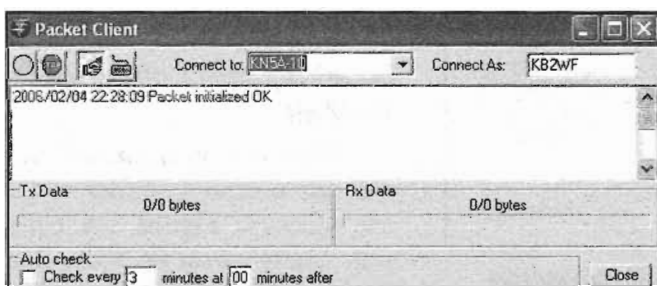 Packet Client
Connect to: KN5A-10 Connect As: KB2WF
2006/02/04 22:28:09 Packet initialized OK
Tx Data Rx Data
0/0 bytes 0/0 bytes
Auto check
Check every 3 minutes at 00 minutes after Close